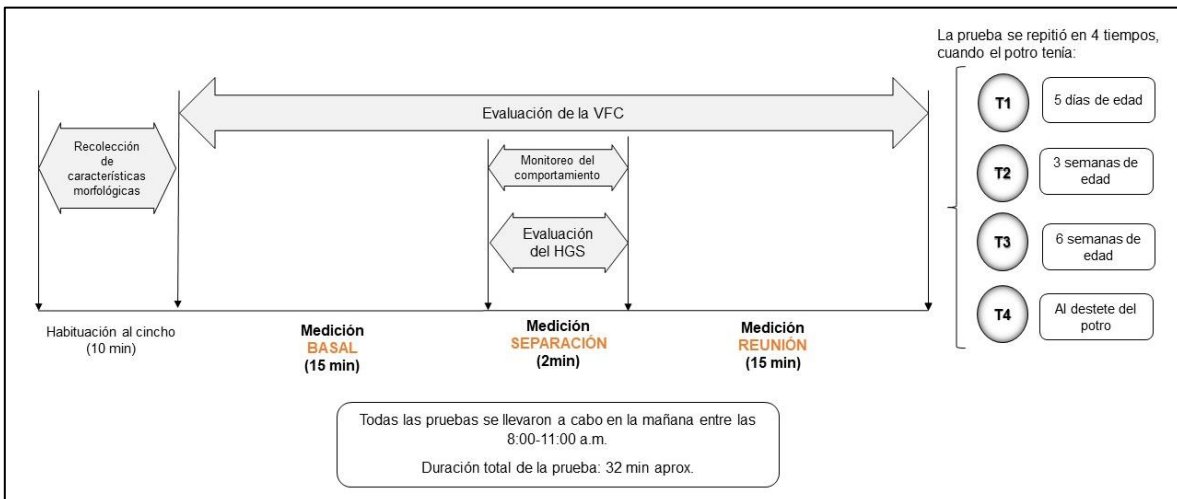 La prueba se repitió en 4 tiempos,
cuando el potro tenía:
Recolección
de
características
morfológicas
Evaluación de la VFC
Monitoreo del
comportamiento
Evaluación
del HGS
Habituación al cincho
(10 min)
Medición
BASAL
(15 min)
Medición
SEPARACIÓN
(2min)
Medición
REUNIÓN
(15 min)
T1
5 días de edad
T2
3 semanas de
edad
T3
6 semanas de
edad
T4
Al destete del
potro
Todas las pruebas se llevaron a cabo en la mañana entre las
8:00-11:00 a.m.
Duración total de la prueba: 32 min aprox.